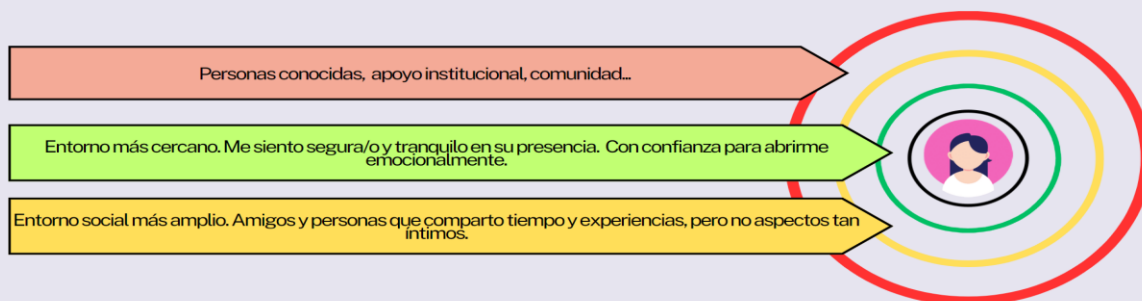 Personas conocidas, apoyo institucional, comunidad...
Entorno más cercano. Me siento segura/o y tranquilo en su presencia. Con confianza para abrirme
emocionalmente.
Entorno social más amplio. Amigos y personas que comparto tiempo y experiencias, pero no aspectos tan
íntimos.